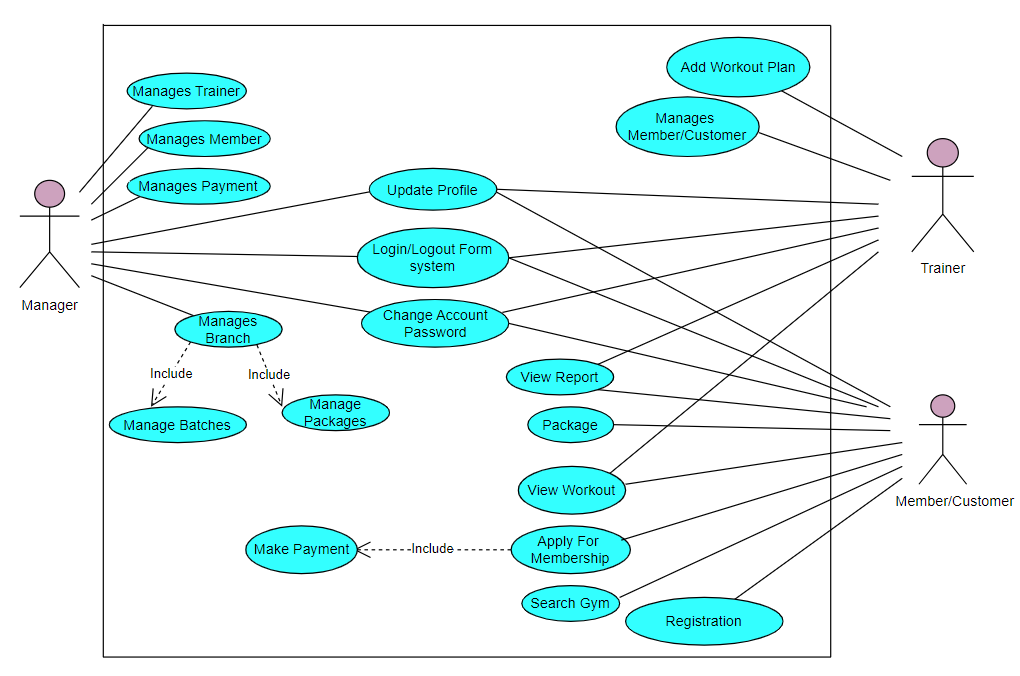 Add Workout Plan
Manages Trainer
Manages
Member/Customer
Manages Member
Manages Payment
Update Profile
Login/Logout Form
system
Trainer
Manager
Change Account
Password
Manages
Branch
Include
Include
View Report
Manage
Packages
Manage Batches
Package
View Workout
Member/Customer
Apply For
Membership
Include
Make Payment
Search Gym
Registration